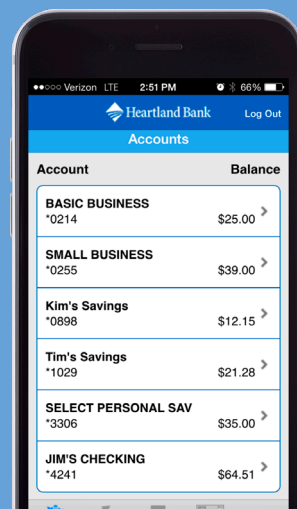 Verizon LTE 2:51 PM 66%
Heartland Bank Log Out
Accounts
Account Balance
BASIC BUSINESS
*0214 $25.00
SMALL BUSINESS
*0255 $39.00
Kim's Savings
*0898 $12.15
Tim's Savings
*1029 $21.28
SELECT PERSONAL SAV
*3306 $35.00
JIM'S CHECKING
*4241 $64.51